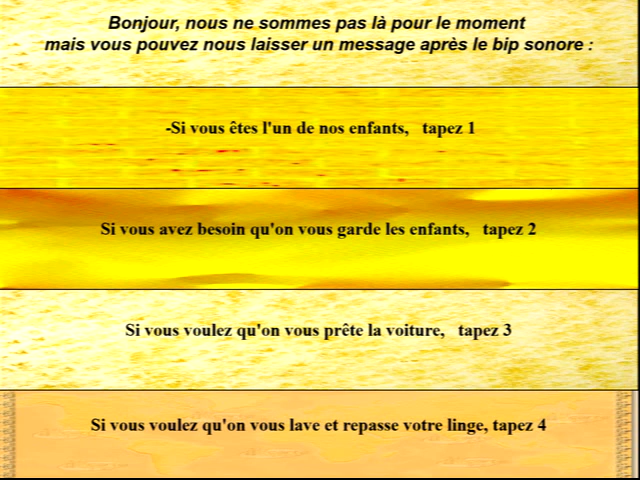 Bonjour, nous ne sommes pas là pour le moment
mais vous pouvez nous laisser un message après le bip sonore :
-Si vous êtes l'un de nos enfants, tapez 1
Si vous avez besoin qu'on vous garde les enfants, tapez 2
Si vous voulez qu'on vous prête la voiture, tapez 3
Si vous voulez qu'on vous lave et repasse votre linge, tapez 4